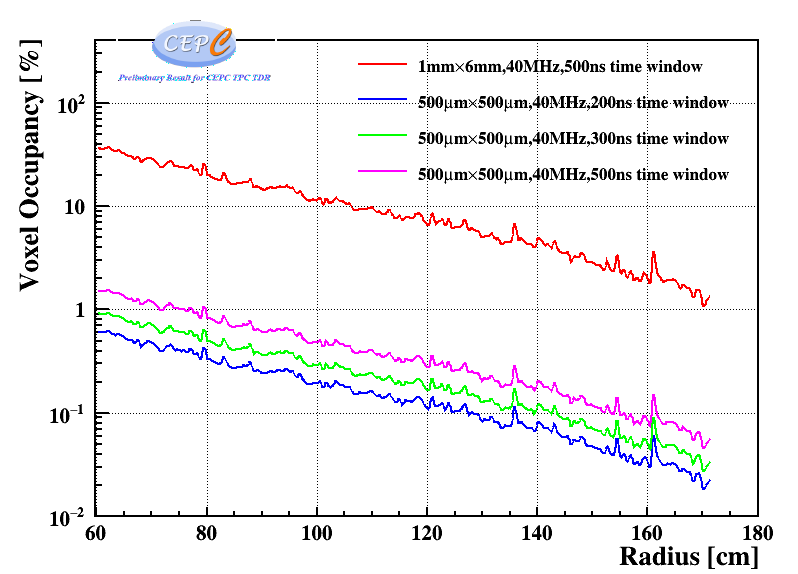 CEPC
Preliminary Result for CEPC TPC TDR
1mm×6mm,40MHz,500ns time window
500μm×500μm,40MHz,200ns time window
500μm×500μm,40MHz,300ns time window
500μm×500μm,40MHz,500ns time window
Voxel Occupancy [%]
10²
10
1
10⁻¹
10⁻²
60 80 100 120 140 160 180
Radius [cm]